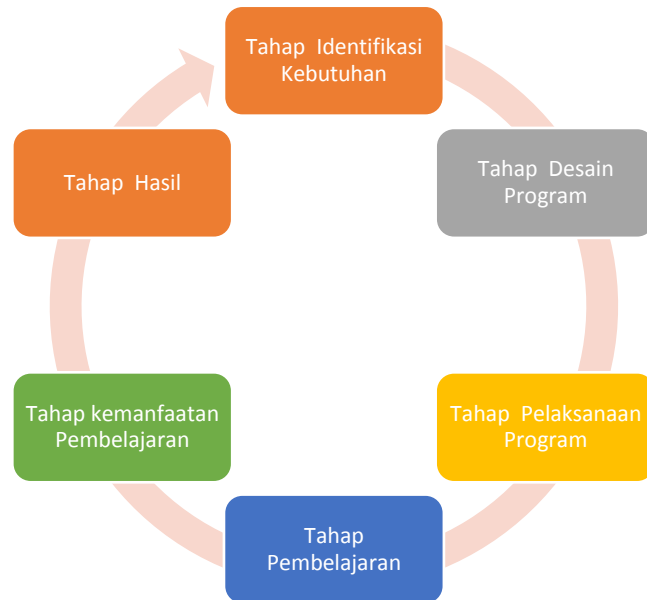 Tahap Identifikasi
Kebutuhan
Tahap Desain
Program
Tahap Pelaksanaan
Program
Tahap
Pembelajaran
Tahap kemanfaatan
Pembelajaran
Tahap Hasil